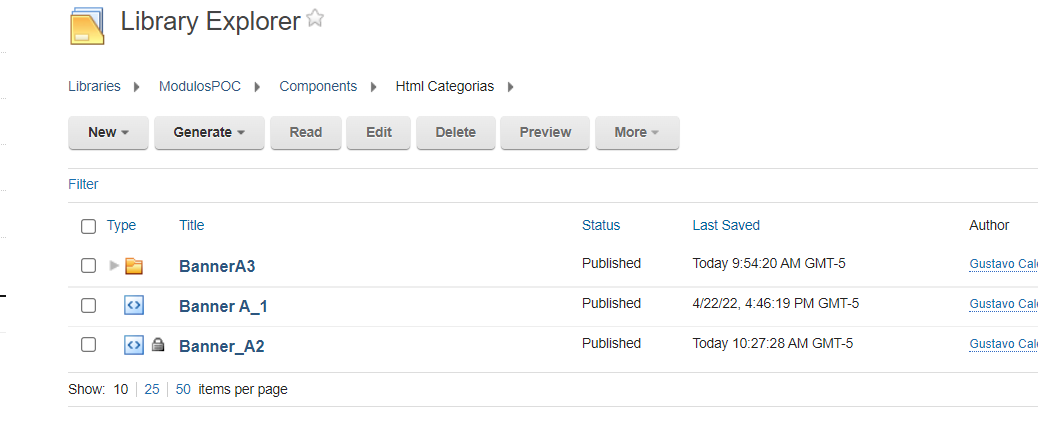 Library Explorer
Libraries ModulosPOC Components Html Categorias
New Generate Read Edit Delete Preview More
Filter
Type Title Status Last Saved Author
BannerA3 Published Today 9:54:20 AM GMT-5 Gustavo Cal
Banner A_1 Published 4/22/22, 4:46:19 PM GMT-5 Gustavo Cal
Banner_A2 Published Today 10:27:28 AM GMT-5 Gustavo Cal
Show: 10 25 50 items per page